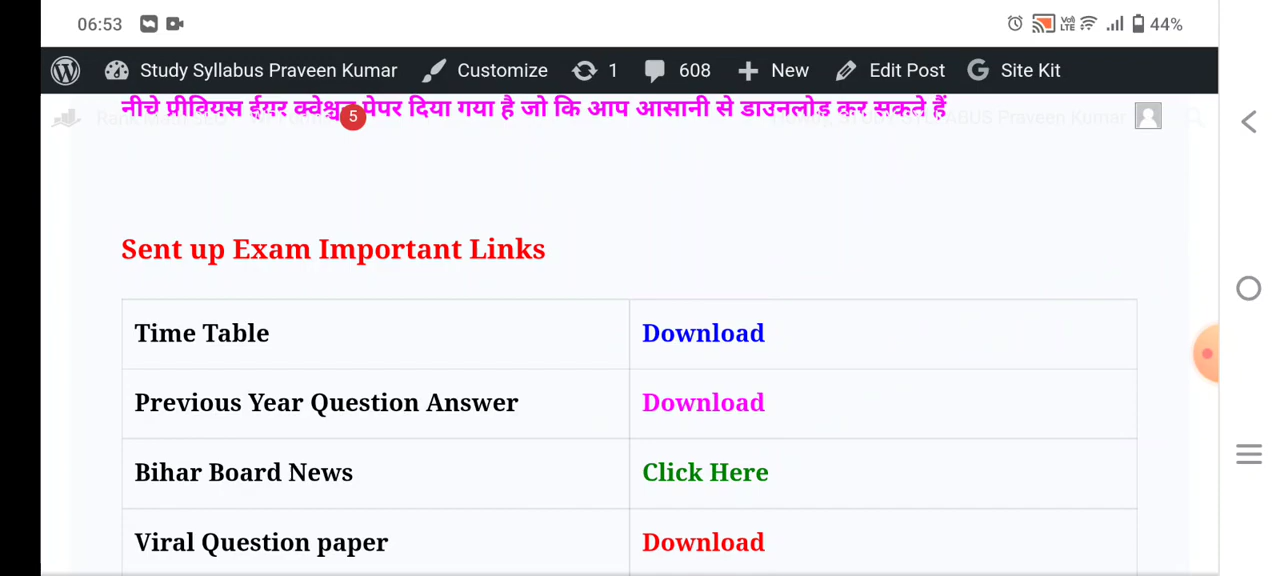 06:53 Vo) LTE 44%
Study Syllabus Praveen Kumar Customize 1 608 New Edit Post Site Kit
नीचे प्रीवियस ईयर क्वेश्चन पेपर दिया गया है जो कि आप आसानी से डाउनलोड कर सकते हैं
5
Sent up Exam Important Links
Time Table Download
Previous Year Question Answer Download
Bihar Board News Click Here
Viral Question paper Download